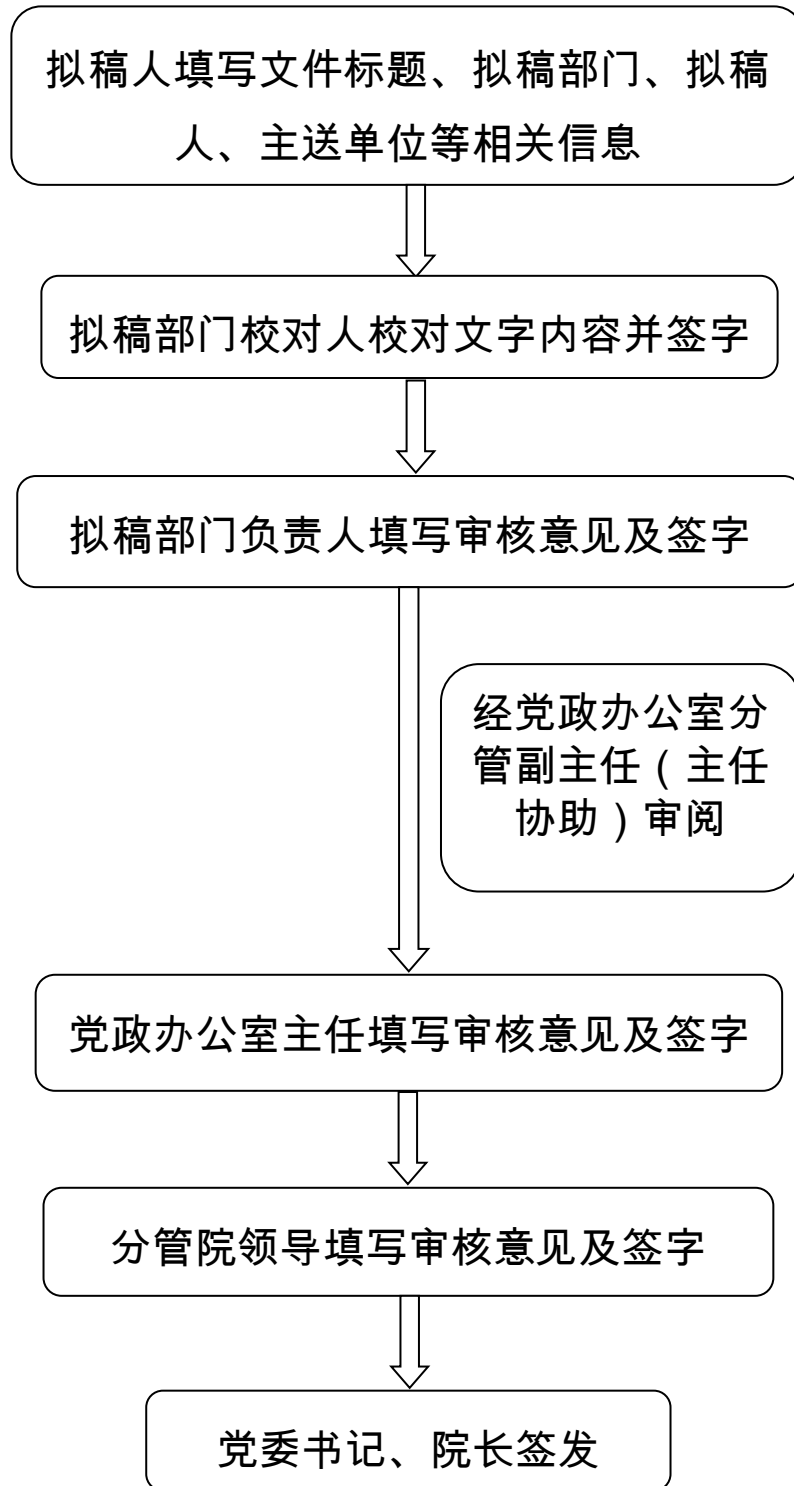 拟稿人填写文件标题、拟稿部门、拟稿
人、主送单位等相关信息
拟稿部门校对人校对文字内容并签字
拟稿部门负责人填写审核意见及签字
经党政办公室分
管副主任（主任
协助）审阅
党政办公室主任填写审核意见及签字
分管院领导填写审核意见及签字
党委书记、院长签发